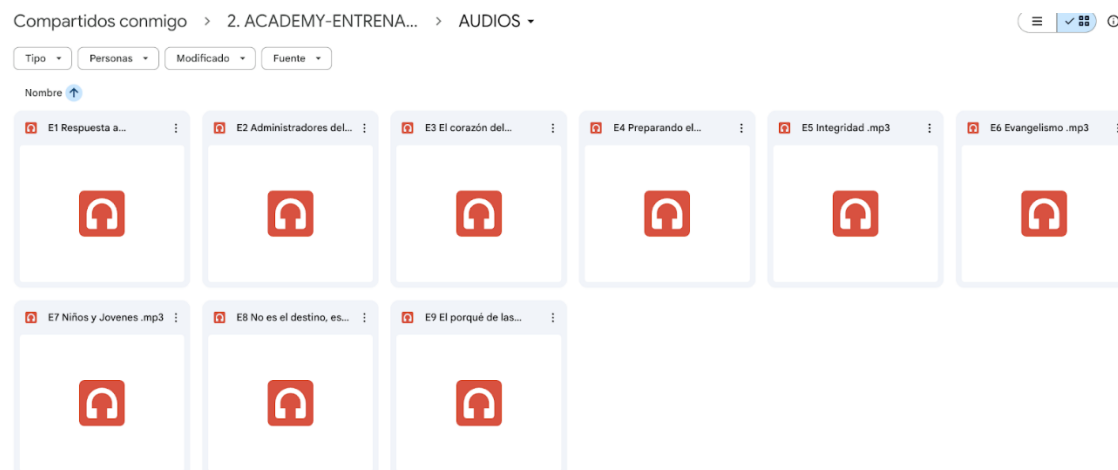 Compartidos conmigo > 2. ACADEMY-ENTRENA... > AUDIOS
Tipo Personas Modificado Fuente
Nombre
E1 Respuesta a... E2 Administradores del... E3 El corazón del... E4 Preparando el... E5 Integridad .mp3 E6 Evangelismo .mp3
E7 Niños y Jovenes .mp3 E8 No es el destino, es... E9 El porqué de las...